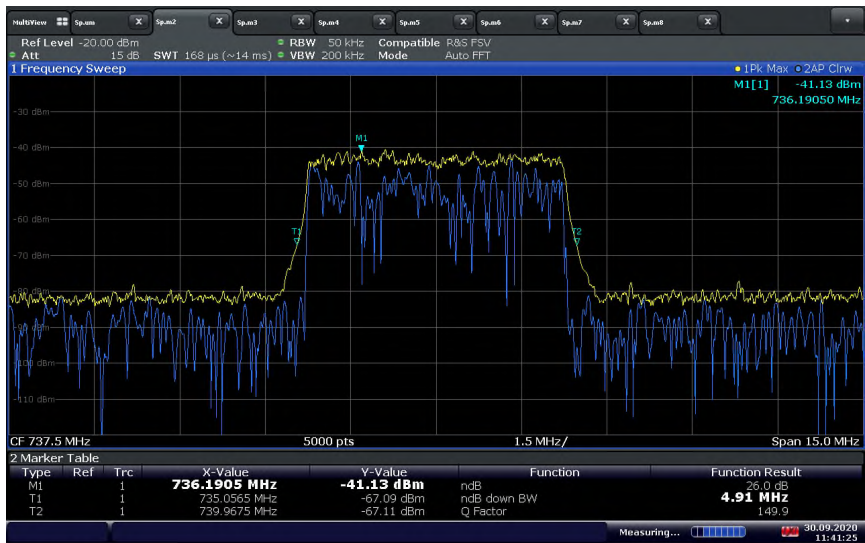 MultiView Sp.um X Sp.m2 X Sp.m3 X Sp.m4 X Sp.m5 X Sp.m6 X Sp.m7 X Sp.m8 X
Ref Level -20.00 dBm RBW 50 kHz Compatible R&S FSV
Att 15 dB SWT 168 µs (~14 ms) VBW 200 kHz Mode Auto FFT
1 Frequency Sweep 1Pk Max 2AP Clrw
M1[1] -41.13 dBm
736.19050 MHz
-30 dBm
M1
-40 dBm
-50 dBm
-60 dBm
T1 T2
-70 dBm
-80 dBm
-90 dBm
-100 dBm
-110 dBm
CF 737.5 MHz 5000 pts 1.5 MHz/ Span 15.0 MHz
2 Marker Table
Type Ref Trc X-Value Y-Value Function Function Result
M1 1 736.1905 MHz -41.13 dBm ndB 26.0 dB
T1 1 735.0565 MHz -67.09 dBm ndB down BW 4.91 MHz
T2 1 739.9675 MHz -67.11 dBm Q Factor 149.9
Measuring... 30.09.2020
11:41:25